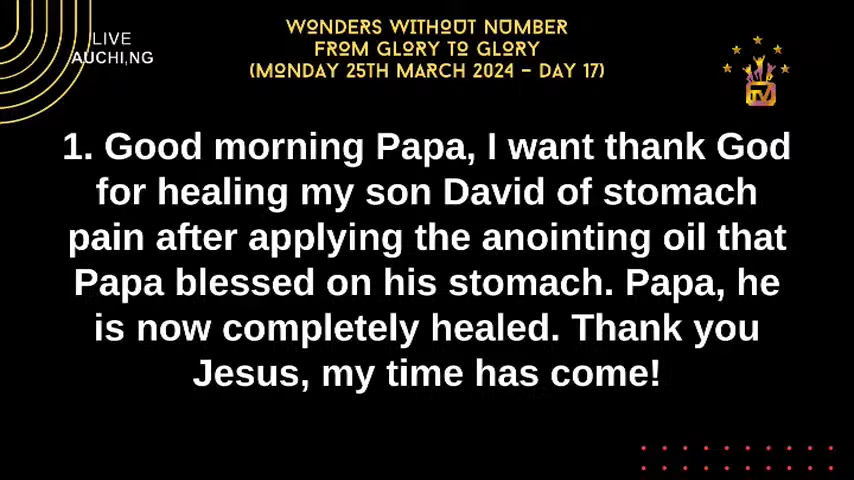 LIVE
AUCHI,NG
WONDERS WITHOUT NUMBER
FROM GLORY TO GLORY
(MONDAY 25TH MARCH 2024 – DAY 17)
TV
1. Good morning Papa, I want thank God
for healing my son David of stomach
pain after applying the anointing oil that
Papa blessed on his stomach. Papa, he
is now completely healed. Thank you
Jesus, my time has come!